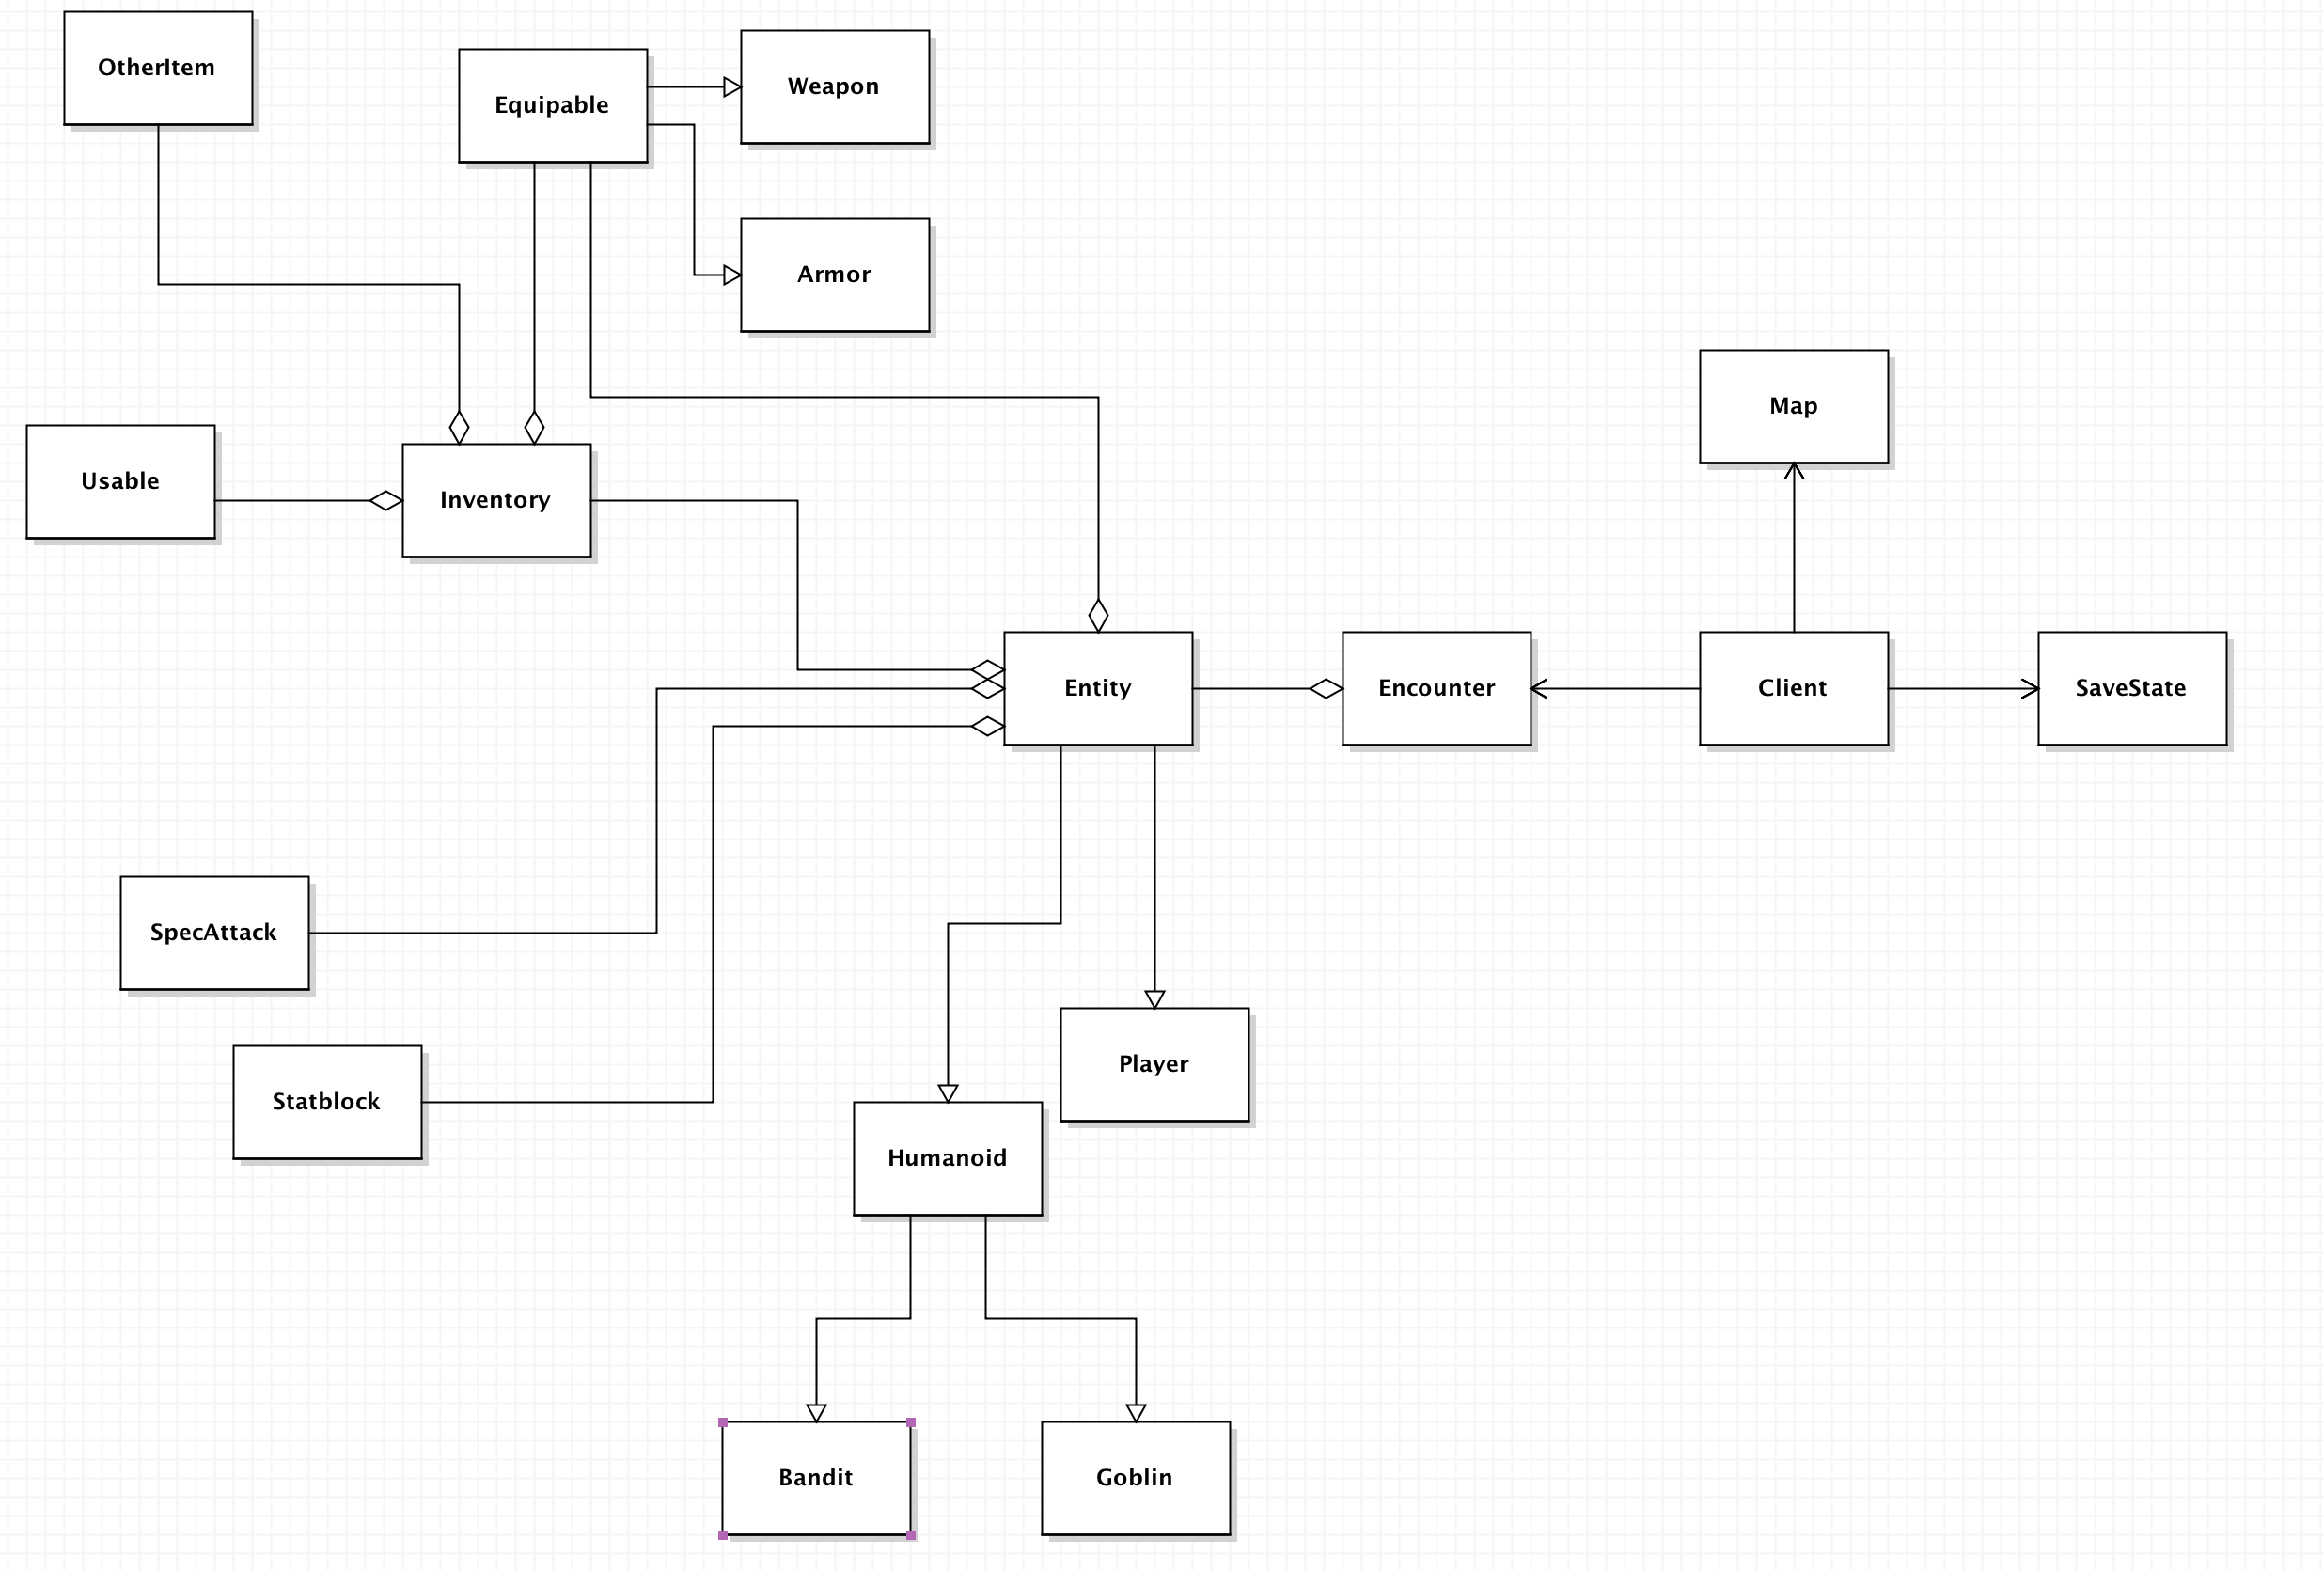 OtherItem
Equipable
Weapon
Armor
Map
Usable
Inventory
Entity
Encounter
Client
SaveState
SpecAttack
Player
Statblock
Humanoid
Bandit
Goblin